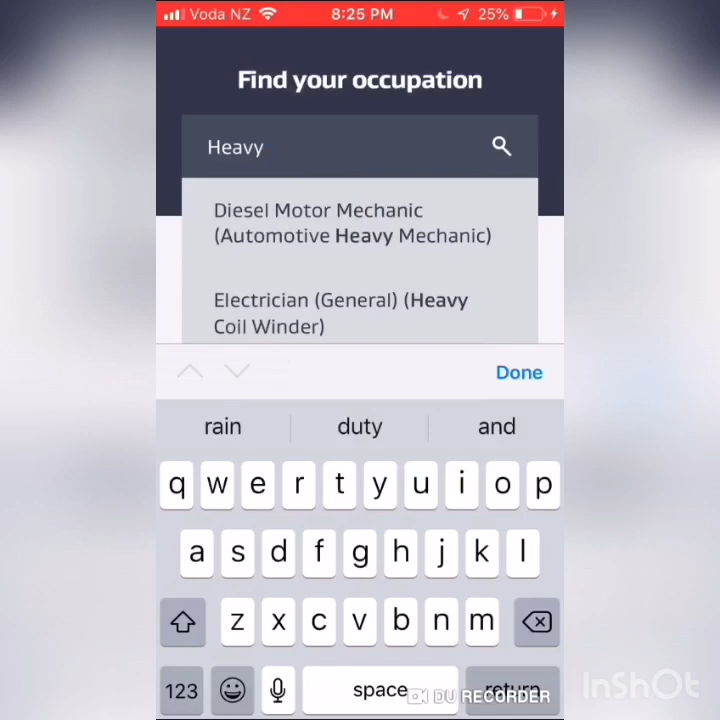 Voda NZ 8:25 PM 25%
Find your occupation
Heavy
Diesel Motor Mechanic
(Automotive Heavy Mechanic)
Electrician (General) (Heavy
Coil Winder)
Done
rain duty and
q w e r t y u i o p
a s d f g h j k l
z x c v b n m
123 space return
DU RECORDER
InShOt